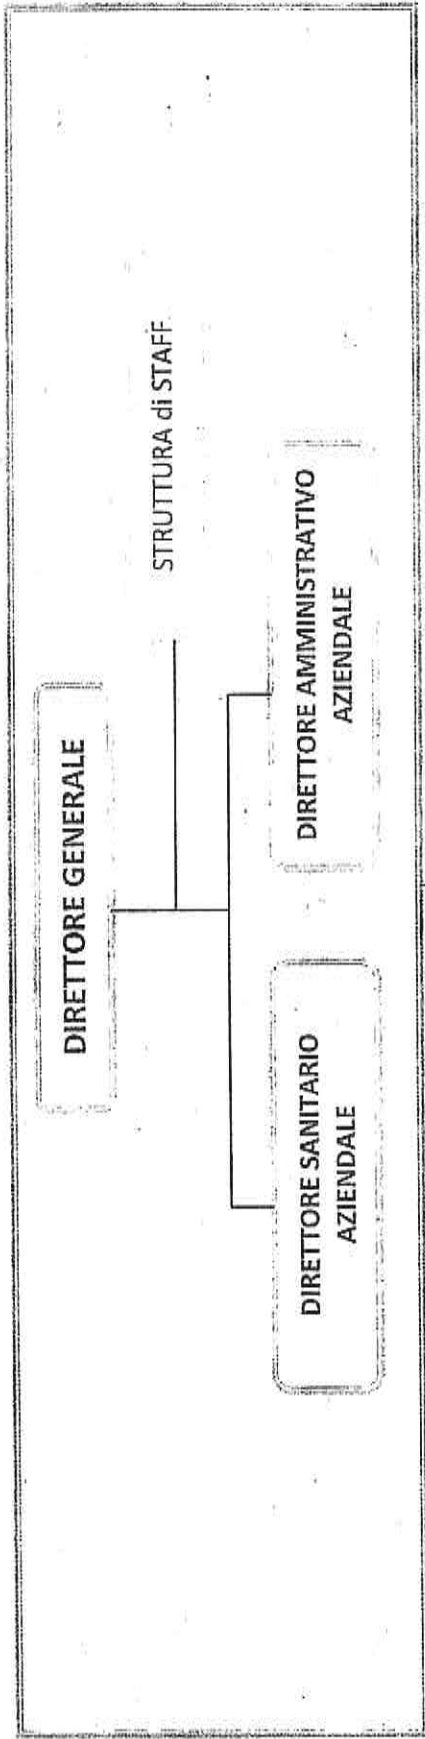 DIRETTORE GENERALE
STRUTTURA di STAFF
DIRETTORE SANITARIO
AZIENDALE
DIRETTORE AMMINISTRATIVO
AZIENDALE